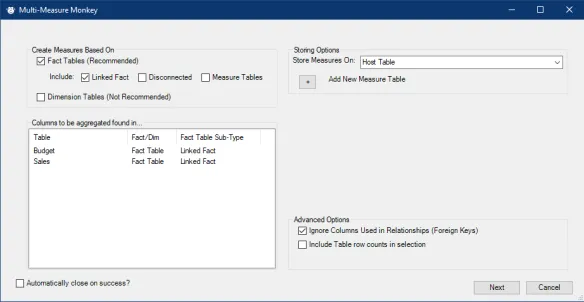 Multi-Measure Monkey
Create Measures Based On
Fact Tables (Recommended)
Include: Linked Fact Disconnected Measure Tables
Dimension Tables (Not Recommended)
Storing Options
Store Measures On: Host Table
+ Add New Measure Table
Columns to be aggregated found in...
Table Fact/Dim Fact Table Sub-Type
Budget Fact Table Linked Fact
Sales Fact Table Linked Fact
Advanced Options
Ignore Columns Used in Relationships (Foreign Keys)
Include Table row counts in selection
Automatically close on success?
Next Cancel